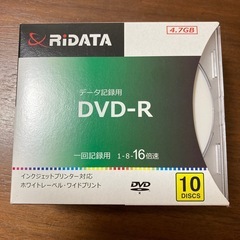 RiDATA
4.7GB
データ記録用
DVD-R
一回記録用 1-8-16倍速
インクジェットプリンター対応
ホワイトレーベル・ワイドプリント
DVD
10
DISCS